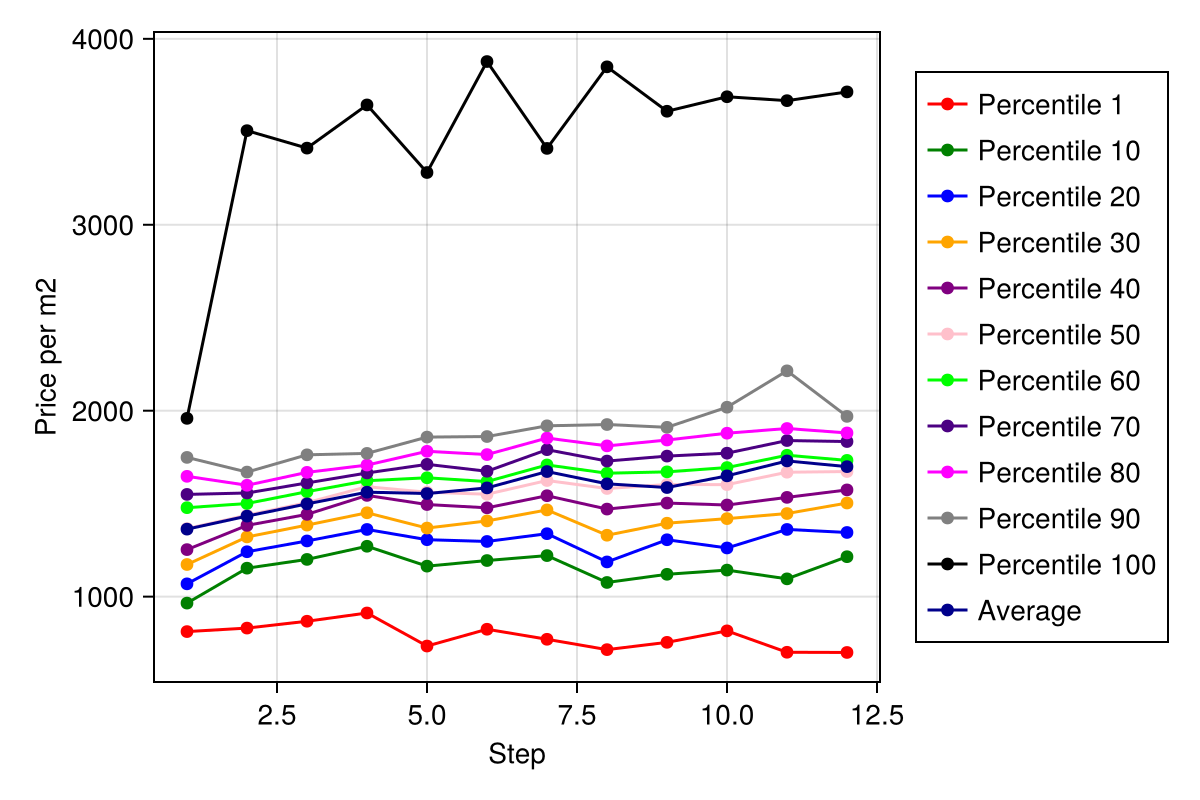 4000
3000
2000
1000
Price per m2
2.5
5.0
7.5
10.0
12.5
Step
Percentile 1
Percentile 10
Percentile 20
Percentile 30
Percentile 40
Percentile 50
Percentile 60
Percentile 70
Percentile 80
Percentile 90
Percentile 100
Average